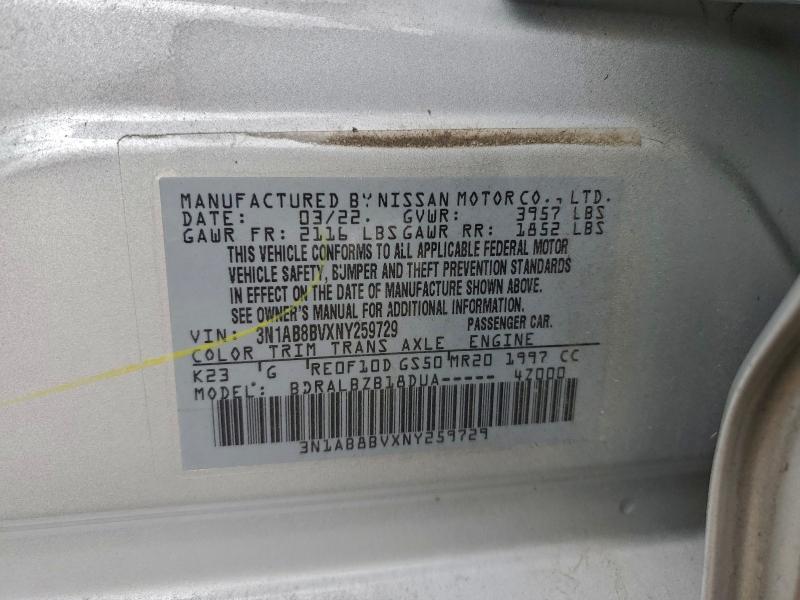 MANUFACTURED BY NISSAN MOTOR CO., LTD.
DATE: 03/22. GVWR: 3957 LBS
GAWR FR: 2116 LBS GAWR RR: 1852 LBS
THIS VEHICLE CONFORMS TO ALL APPLICABLE FEDERAL MOTOR
VEHICLE SAFETY, BUMPER AND THEFT PREVENTION STANDARDS
IN EFFECT ON THE DATE OF MANUFACTURE SHOWN ABOVE.
SEE OWNER'S MANUAL FOR ADDITIONAL INFORMATION.
VIN: 3N1AB8BVXNY259729 PASSENGER CAR.
COLOR TRIM TRANS AXLE ENGINE
K23 G RE0F10D GS50 MR20 1997 CC
MODEL: BDRALBZB18DUA----- 4Z000
3N1AB8BVXNY259729